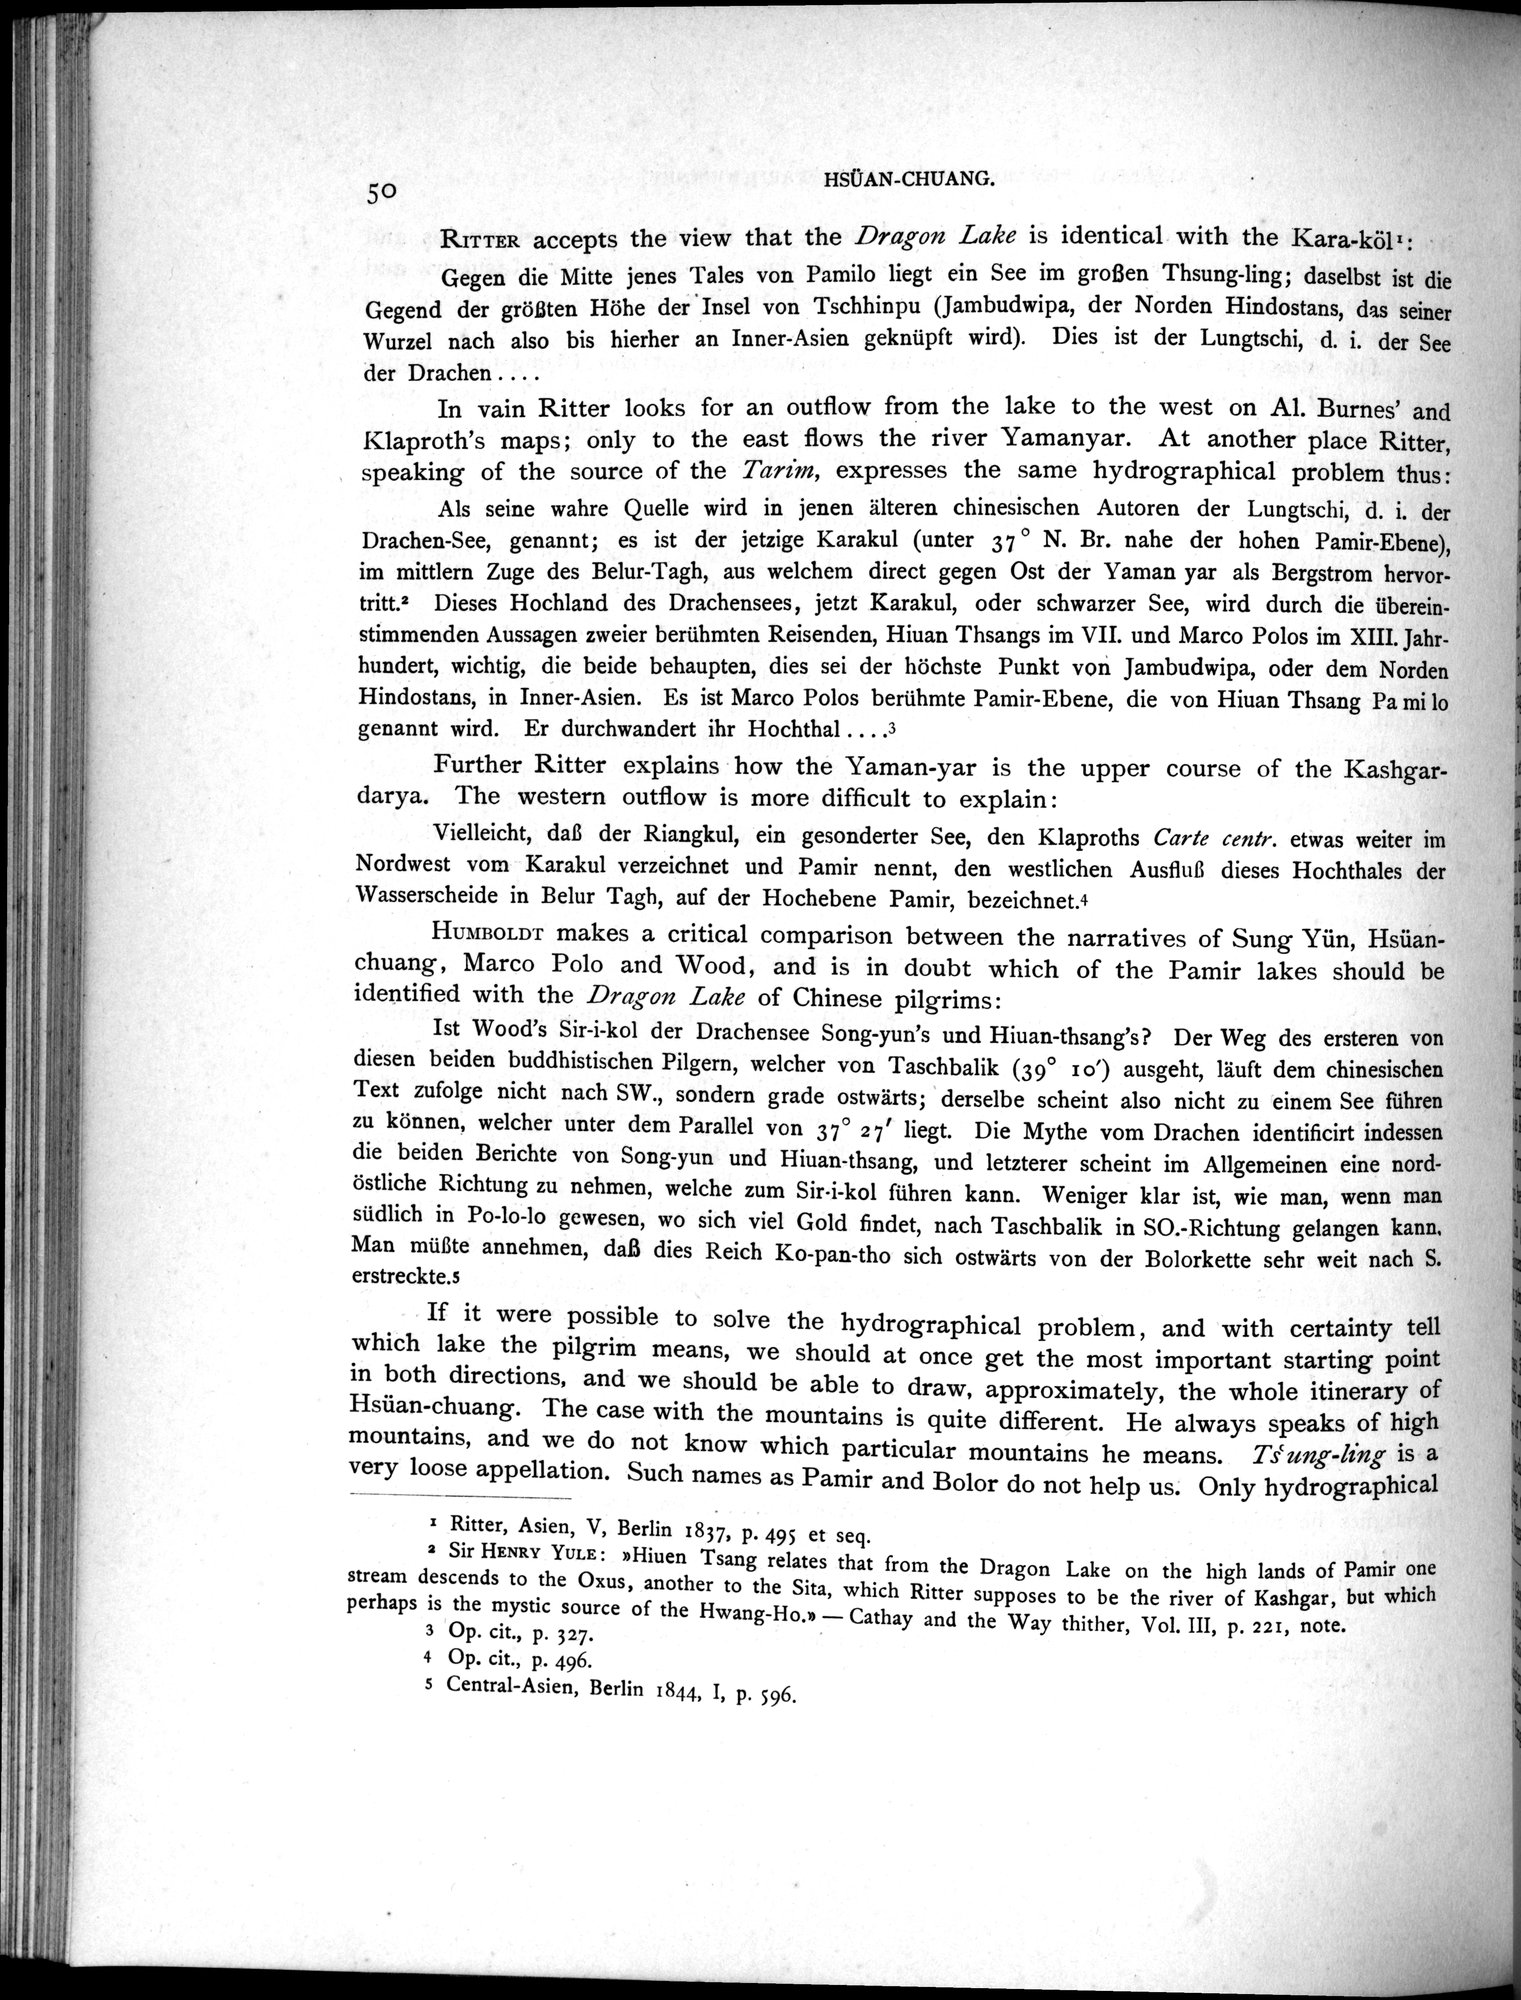 50
HSÜAN-CHUANG.
RITTER accepts the view that the Dragon Lake is identical with the Kara-köl¹:
Gegen die Mitte jenes Tales von Pamilo liegt ein See im großen Thsung-ling; daselbst ist die
Gegend der größten Höhe der Insel von Tschhinpu (Jambudwipa, der Norden Hindostans, das seiner
Wurzel nach also bis hierher an Inner-Asien geknüpft wird). Dies ist der Lungtschi, d. i. der See
der Drachen . . . .
In vain Ritter looks for an outflow from the lake to the west on Al. Burnes' and
Klaproth's maps; only to the east flows the river Yamanyar. At another place Ritter,
speaking of the source of the Tarim, expresses the same hydrographical problem thus:
Als seine wahre Quelle wird in jenen älteren chinesischen Autoren der Lungtschi, d. i. der
Drachen-See, genannt; es ist der jetzige Karakul (unter 37° N. Br. nahe der hohen Pamir-Ebene),
im mittlern Zuge des Belur-Tagh, aus welchem direct gegen Ost der Yaman yar als Bergstrom hervor-
tritt.² Dieses Hochland des Drachensees, jetzt Karakul, oder schwarzer See, wird durch die überein-
stimmenden Aussagen zweier berühmten Reisenden, Hiuan Thsangs im VII. und Marco Polos im XIII. Jahr-
hundert, wichtig, die beide behaupten, dies sei der höchste Punkt von Jambudwipa, oder dem Norden
Hindostans, in Inner-Asien. Es ist Marco Polos berühmte Pamir-Ebene, die von Hiuan Thsang Pa mi lo
genannt wird. Er durchwandert ihr Hochthal . . . .³
Further Ritter explains how the Yaman-yar is the upper course of the Kashgar-
darya. The western outflow is more difficult to explain:
Vielleicht, daß der Riangkul, ein gesonderter See, den Klaproths Carte centr. etwas weiter im
Nordwest vom Karakul verzeichnet und Pamir nennt, den westlichen Ausfluß dieses Hochthales der
Wasserscheide in Belur Tagh, auf der Hochebene Pamir, bezeichnet.⁴
HUMBOLDT makes a critical comparison between the narratives of Sung Yün, Hsüan-
chuang, Marco Polo and Wood, and is in doubt which of the Pamir lakes should be
identified with the Dragon Lake of Chinese pilgrims:
Ist Wood's Sir-i-kol der Drachensee Song-yun's und Hiuan-thsang's? Der Weg des ersteren von
diesen beiden buddhistischen Pilgern, welcher von Taschbalik (39° 10′) ausgeht, läuft dem chinesischen
Text zufolge nicht nach SW., sondern grade ostwärts; derselbe scheint also nicht zu einem See führen
zu können, welcher unter dem Parallel von 37° 27′ liegt. Die Mythe vom Drachen identificirt indessen
die beiden Berichte von Song-yun und Hiuan-thsang, und letzterer scheint im Allgemeinen eine nord-
östliche Richtung zu nehmen, welche zum Sir-i-kol führen kann. Weniger klar ist, wie man, wenn man
südlich in Po-lo-lo gewesen, wo sich viel Gold findet, nach Taschbalik in SO.-Richtung gelangen kann.
Man müßte annehmen, daß dies Reich Ko-pan-tho sich ostwärts von der Bolorkette sehr weit nach S.
erstreckte.⁵
If it were possible to solve the hydrographical problem, and with certainty tell
which lake the pilgrim means, we should at once get the most important starting point
in both directions, and we should be able to draw, approximately, the whole itinerary of
Hsüan-chuang. The case with the mountains is quite different. He always speaks of high
mountains, and we do not know which particular mountains he means. Ts'ung-ling is a
very loose appellation. Such names as Pamir and Bolor do not help us. Only hydrographical
¹ Ritter, Asien, V, Berlin 1837, p. 495 et seq.
² Sir HENRY YULE: »Hiuen Tsang relates that from the Dragon Lake on the high lands of Pamir one
stream descends to the Oxus, another to the Sita, which Ritter supposes to be the river of Kashgar, but which
perhaps is the mystic source of the Hwang-Ho.» — Cathay and the Way thither, Vol. III, p. 221, note.
³ Op. cit., p. 327.
⁴ Op. cit., p. 496.
⁵ Central-Asien, Berlin 1844, I, p. 596.